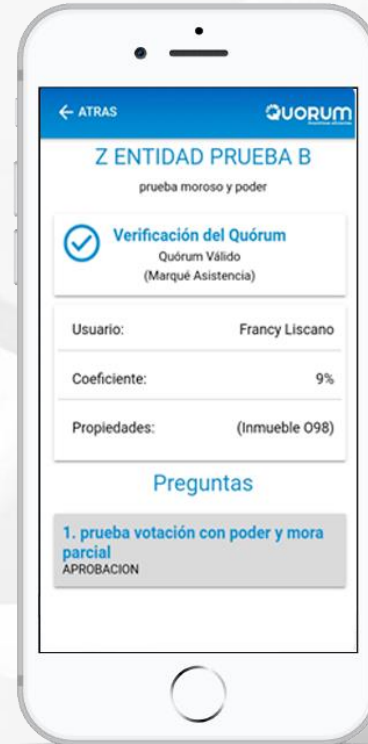 ← ATRAS
QUORUM
Z ENTIDAD PRUEBA B
prueba moroso y poder
Verificación del Quórum
Quórum Válido
(Marqué Asistencia)
Usuario: Francy Liscano
Coeficiente: 9%
Propiedades: (Inmueble O98)
Preguntas
1. prueba votación con poder y mora
parcial
APROBACION